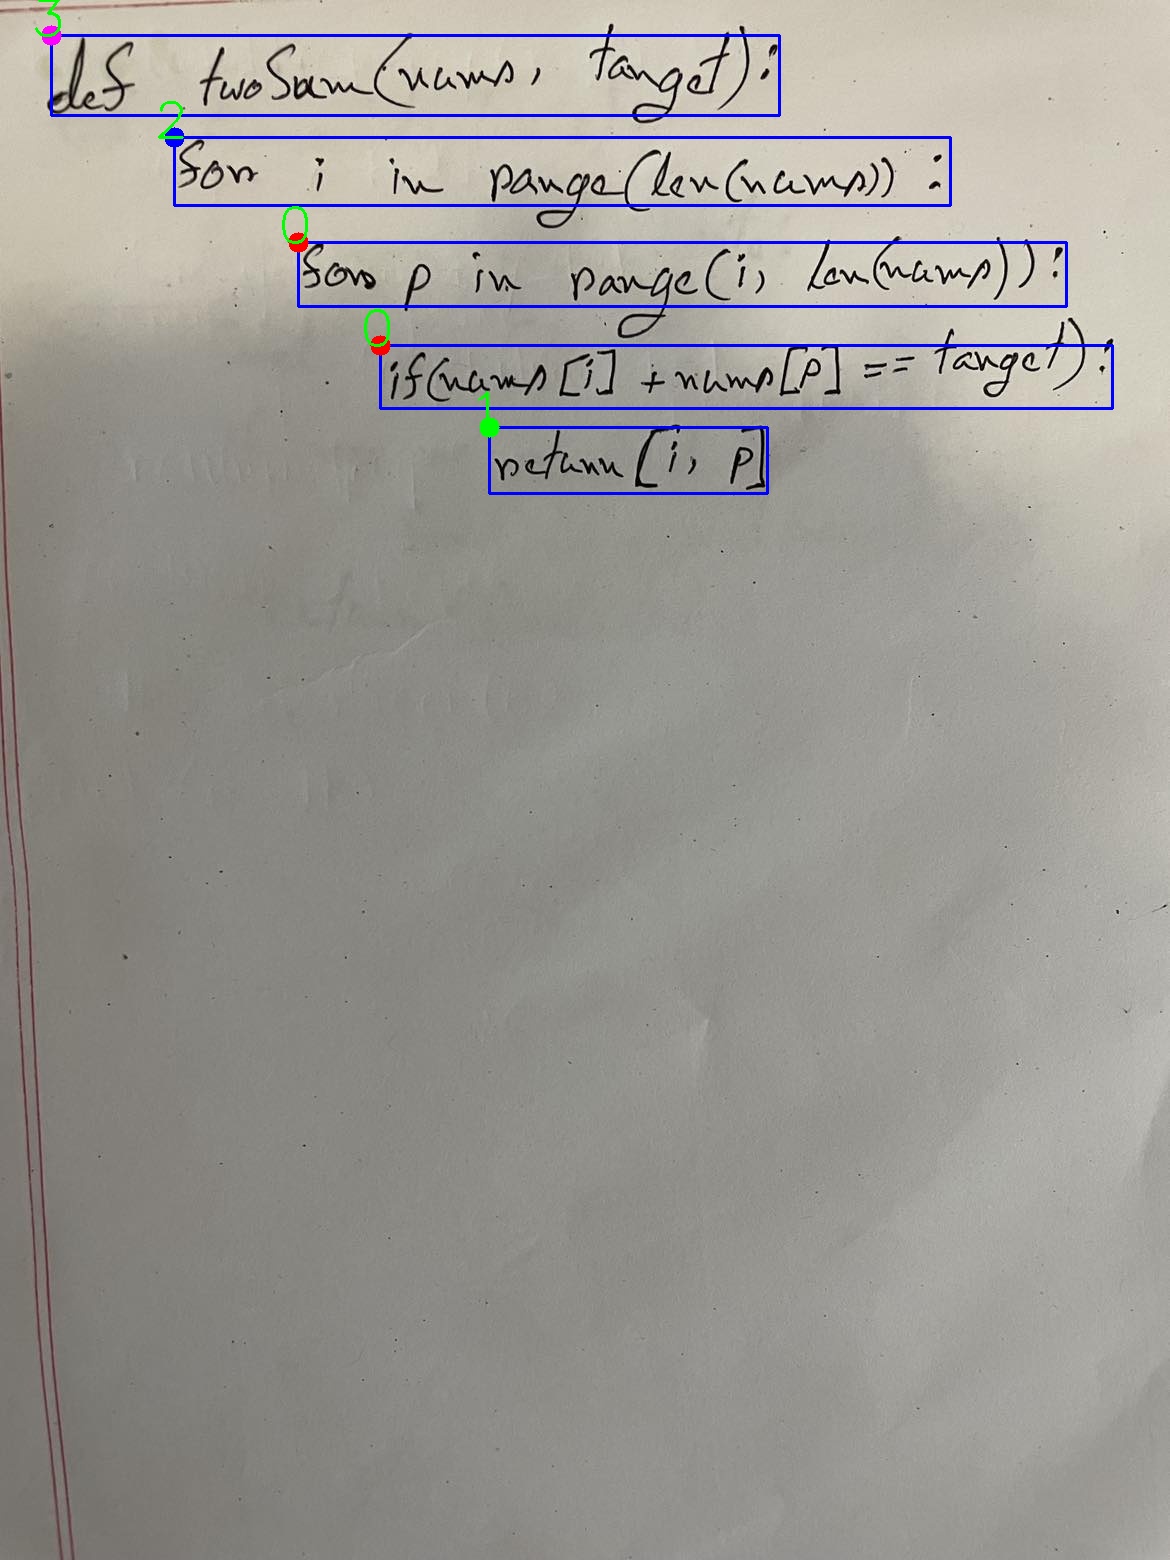 3
def twoSum(nums, target):
2
for i in range(len(nums)):
0
for p in range(i, len(nums)):
0
if(nums[i] + nums[p] == target):
1
return [i, p]